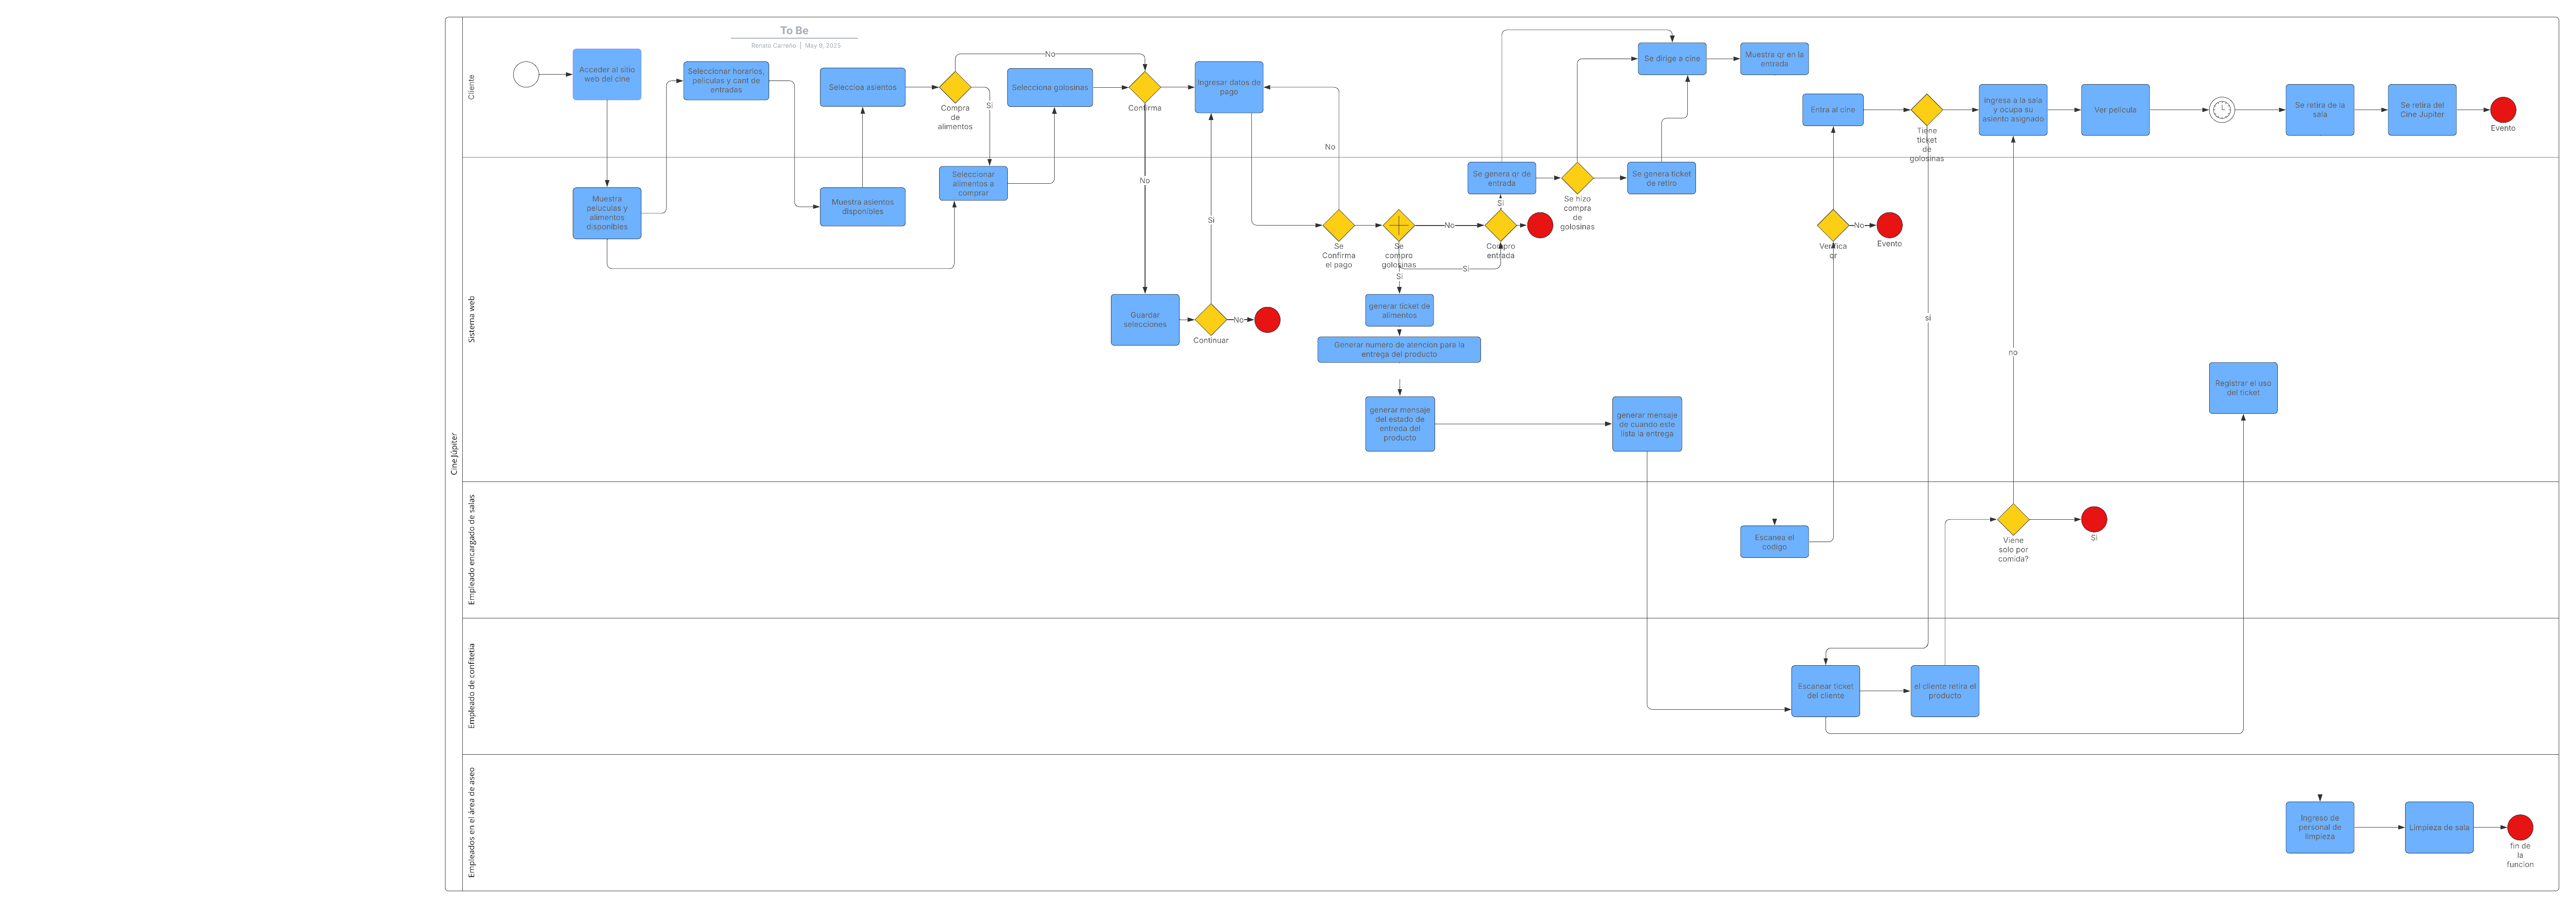 To Be
Renato Carreño | May 9, 2025
Cine Júpiter
Cliente
Acceder al sitio
web del cine
Seleccionar horarios,
peliculas y cant de
entradas
Seleccioa asientos
Compra
de
alimentos
No
Si
Selecciona golosinas
Confirma
Ingresar datos de
pago
No
Se dirige a cine
Muestra qr en la
entrada
Entra al cine
Tiene
ticket
de
golosinas
ingresa a la sala
y ocupa su
asiento asignado
Ver pelicula
Se retira de la
sala
Se retira del
Cine Jupiter
Evento
Sistema web
Muestra
peluculas y
alimentos
disponibles
Muestra asientos
disponibles
Seleccionar
alimentos a
comprar
No
Si
Guardar
selecciones
Continuar
No
Se
Confirma
el pago
Se
compro
golosinas
No
Si
Si
Compro
entrada
Si
Se genera qr de
entrada
Se hizo
compra
de
golosinas
Se genera ticket
de retiro
generar ticket de
alimentos
Generar numero de atencion para la
entrega del producto
generar mensaje
del estado de
entreda del
producto
generar mensaje
de cuando este
lista la entrega
Verifica
qr
No
Evento
si
no
Registrar el uso
del ticket
Empleado encargado de salas
Escanea el
codigo
Viene
solo por
comida?
Si
Empleado de confitetia
Escanear ticket
del cliente
el cliente retira el
producto
Empleados en el área de aseo
Ingreso de
personal de
limpieza
Limpieza de sala
fin de
la
funcion